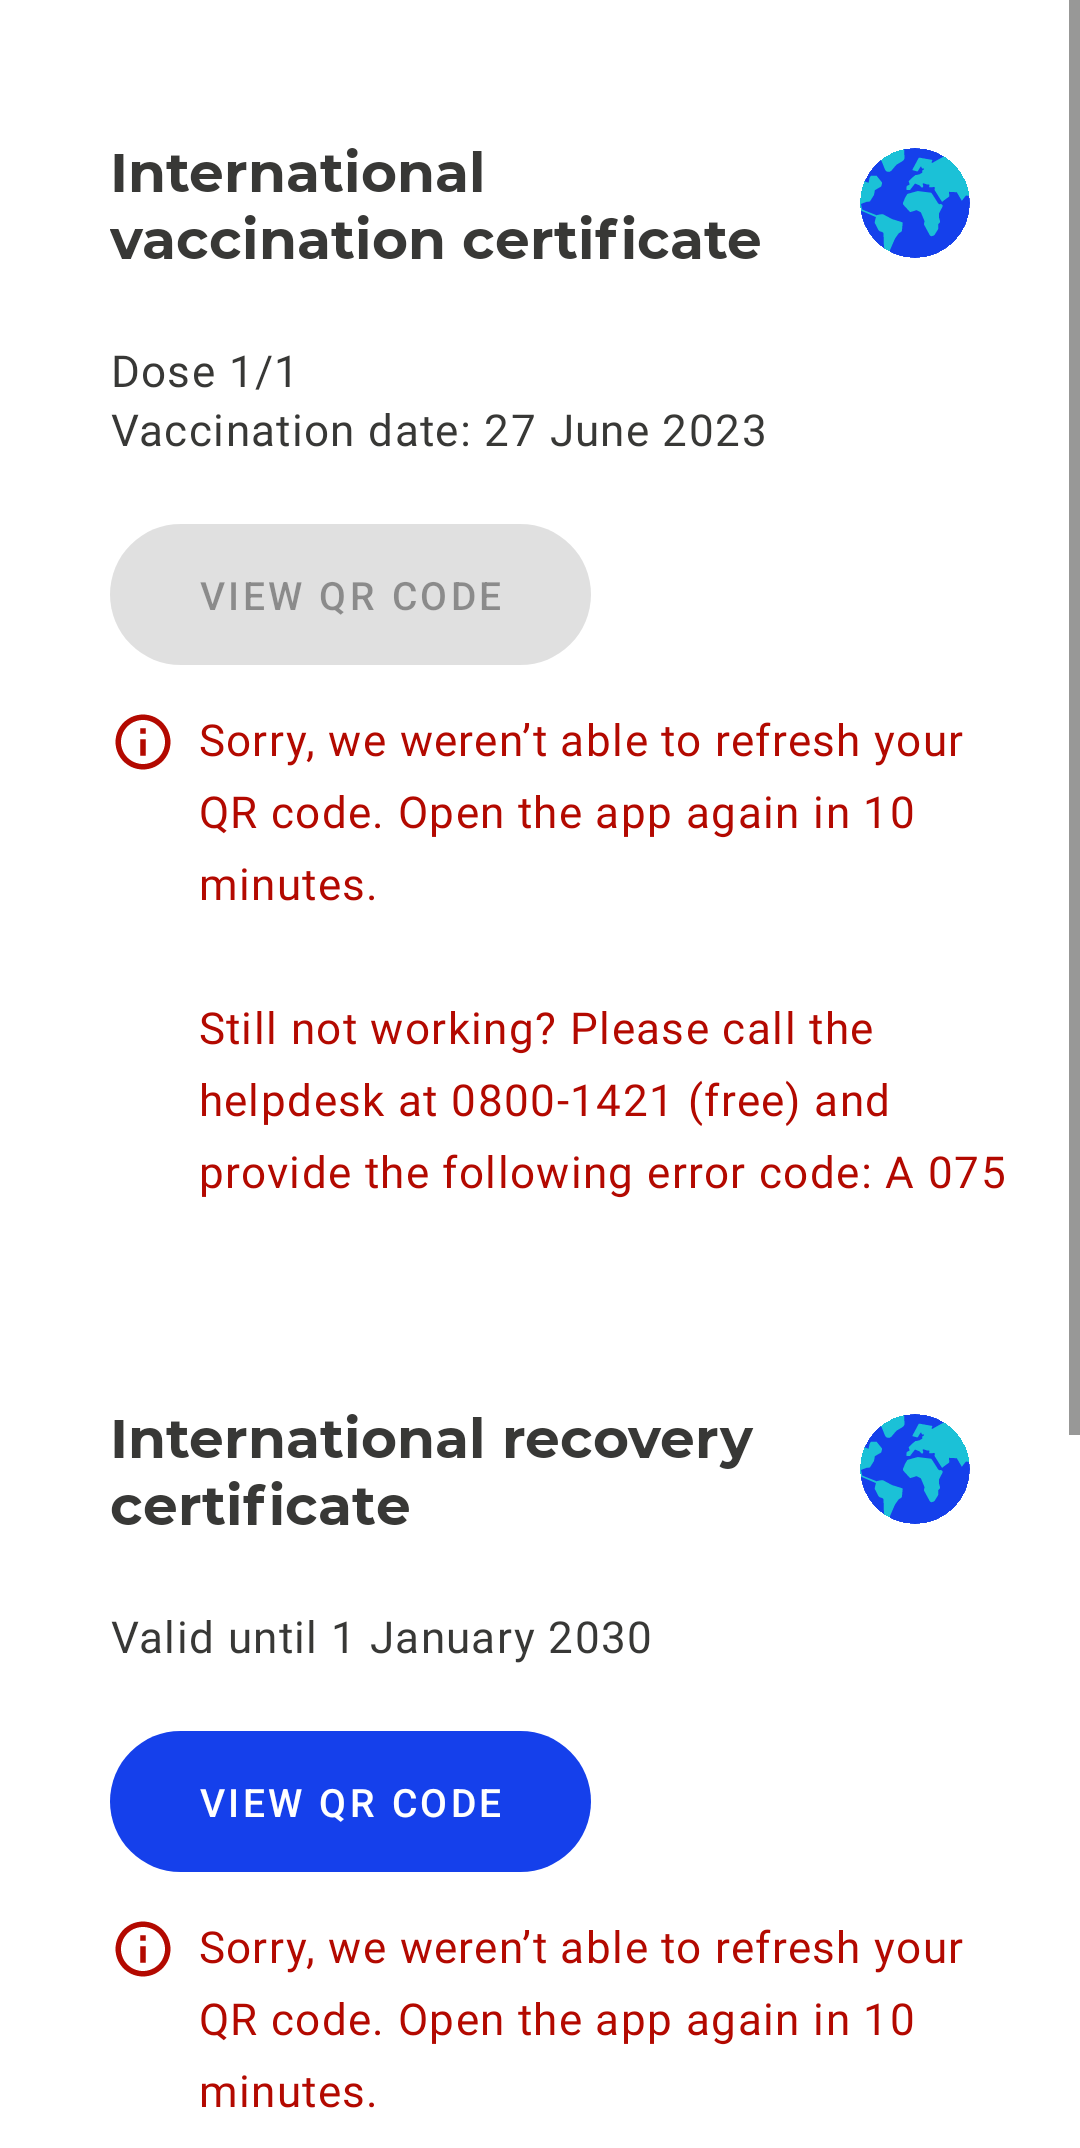 International
vaccination certificate
Dose 1/1
Vaccination date: 27 June 2023
VIEW QR CODE
Sorry, we weren’t able to refresh your
QR code. Open the app again in 10
minutes.
Still not working? Please call the
helpdesk at 0800-1421 (free) and
provide the following error code: A 075
International recovery
certificate
Valid until 1 January 2030
VIEW QR CODE
Sorry, we weren’t able to refresh your
QR code. Open the app again in 10
minutes.